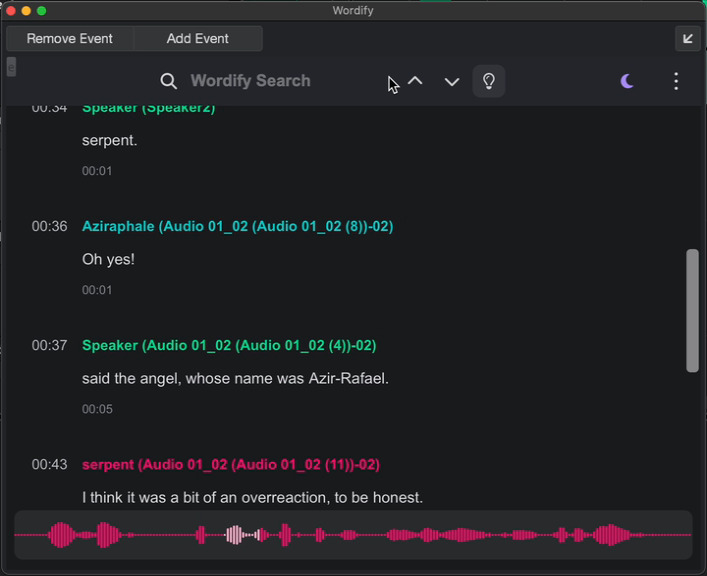 Wordify
Remove Event Add Event
Wordify Search
00:34 Speaker (Speaker2)
serpent.
00:01
00:36 Aziraphale (Audio 01_02 (Audio 01_02 (8))-02)
Oh yes!
00:01
00:37 Speaker (Audio 01_02 (Audio 01_02 (4))-02)
said the angel, whose name was Azir-Rafael.
00:05
00:43 serpent (Audio 01_02 (Audio 01_02 (11))-02)
I think it was a bit of an overreaction, to be honest.